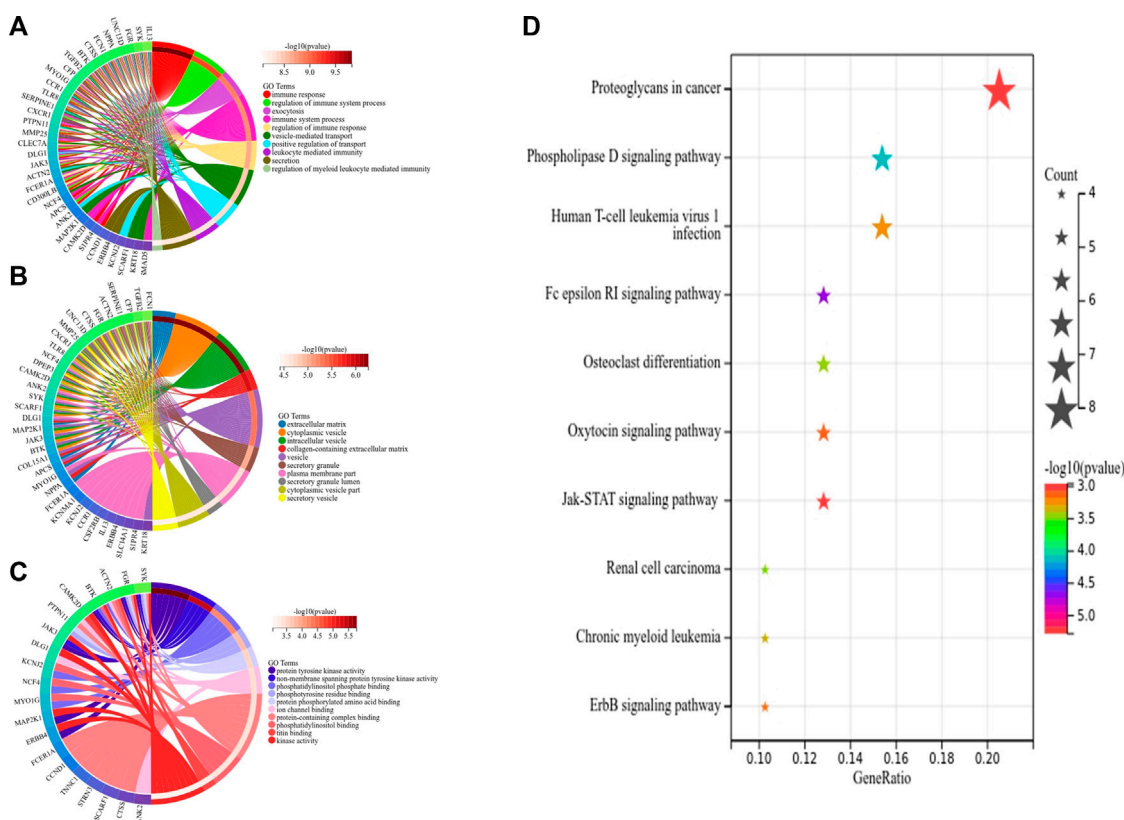 A
IL13
SYK
FGR
UNC13D
NPPA
FCN1
CTSS
BTK
TGFB2
CFP
MYO1G
CCR1
TLR8
SERPINE1
CXCR1
PTPN11
MMP25
CLEC7A
DLG1
JAK3
ACTN2
FCER1A
CD300LB
NCF4
APCS
ANK2
MAP2K1
CAMK2D
S1PR4
CCND1
ERBB4
KCNJ2
SCARF1
KRT18
SMAD5
-log10(pvalue)
8.5 9.0 9.5
GO Terms
immune response
regulation of immune system process
exocytosis
immune system process
regulation of immune response
vesicle-mediated transport
positive regulation of transport
leukocyte mediated immunity
secretion
regulation of myeloid leukocyte mediated immunity
B
FCN1
TGFB2
CFP
SERPINE1
ACTN2
FGR
CTSS
UNC13D
MMP25
CXCR1
TLR8
NCF4
DPEP3
CAMK2D
ANK2
SYK
SCARF1
DLG1
MAP2K1
JAK3
BTK
COL15A1
APCS
MYO1G
NPPA
FCER1A
KCNMA1
KCNJ2
CCR1
CSF2RB
IL13
ERBB4
SLC14A1
S1PR4
KRT18
-log10(pvalue)
4.5 5.0 5.5 6.0
GO Terms
extracellular matrix
cytoplasmic vesicle
intracellular vesicle
collagen-containing extracellular matrix
vesicle
secretory granule
plasma membrane part
secretory granule lumen
cytoplasmic vesicle part
secretory vesicle
C
SYK
FGR
ACTN2
BTK
CAMK2D
PTPN11
JAK3
DLG1
KCNJ2
NCF4
MYO1G
MAP2K1
ERBB4
FCER1A
CCND1
TNNC1
STRN3
SCARF1
CTSS
ANK2
-log10(pvalue)
3.5 4.0 4.5 5.0 5.5
GO Terms
protein tyrosine kinase activity
non-membrane spanning protein tyrosine kinase activity
phosphatidylinositol phosphate binding
phosphotyrosine residue binding
protein phosphorylated amino acid binding
ion channel binding
protein-containing complex binding
phosphatidylinositol binding
titin binding
kinase activity
D
Proteoglycans in cancer
Phospholipase D signaling pathway
Human T-cell leukemia virus 1
infection
Fc epsilon RI signaling pathway
Osteoclast differentiation
Oxytocin signaling pathway
Jak-STAT signaling pathway
Renal cell carcinoma
Chronic myeloid leukemia
ErbB signaling pathway
0.10 0.12 0.14 0.16 0.18 0.20
GeneRatio
Count
4
5
6
7
8
-log10(pvalue)
3.0
3.5
4.0
4.5
5.0